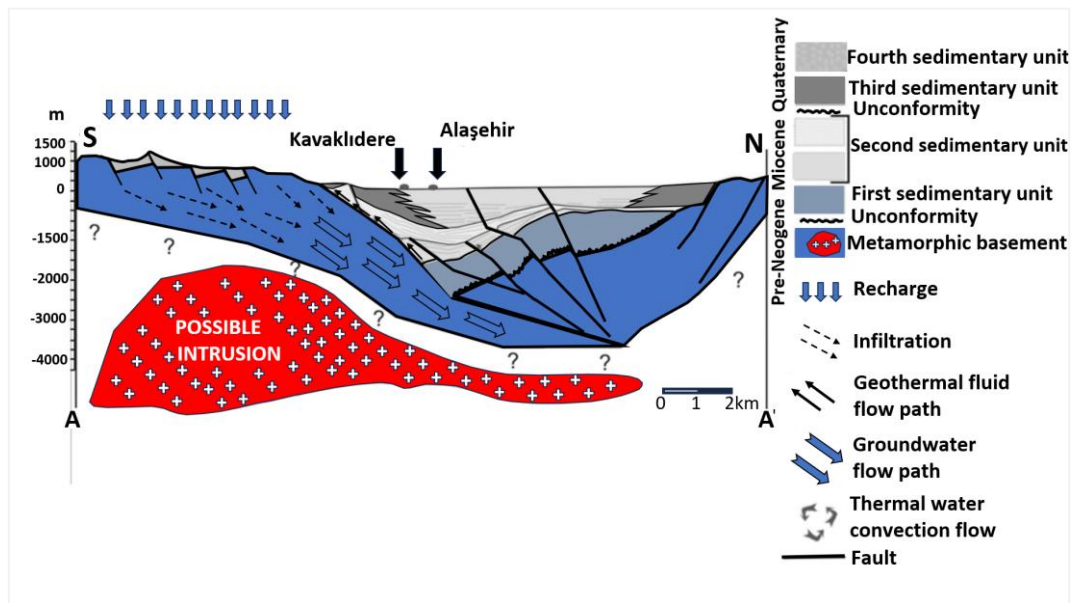 m
1500
1000
0
-1500
-2000
-3000
-4000
S
N
Kavaklıdere
Alaşehir
?
?
?
?
?
?
?
POSSIBLE
INTRUSION
0 1 2km
A
A'
Pre-Neogene Miocene Quaternary
Fourth sedimentary unit
Third sedimentary unit
Unconformity
Second sedimentary unit
First sedimentary unit
Unconformity
Metamorphic basement
Recharge
Infiltration
Geothermal fluid
flow path
Groundwater
flow path
Thermal water
convection flow
Fault